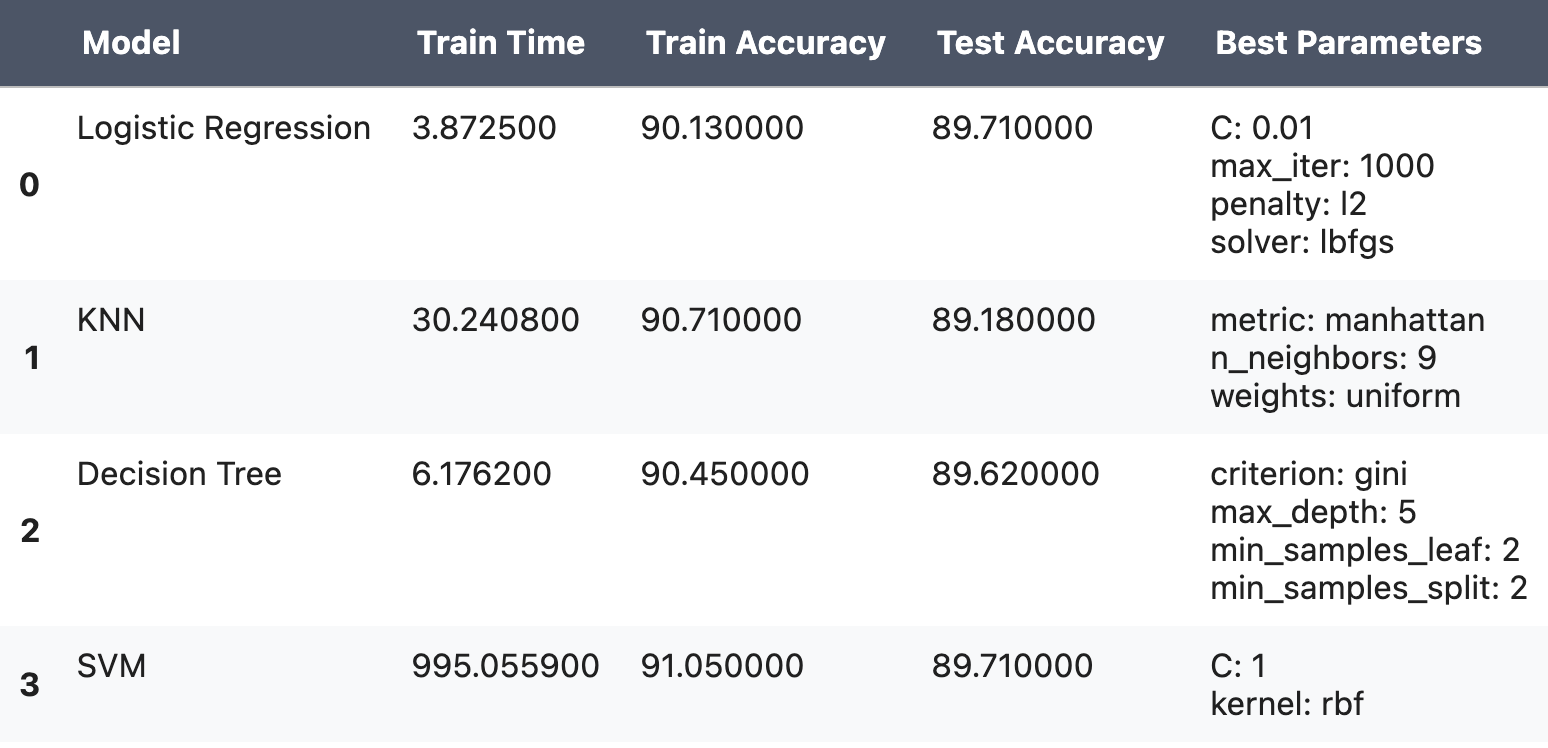 Model Train Time Train Accuracy Test Accuracy Best Parameters
0 Logistic Regression 3.872500 90.130000 89.710000 C: 0.01
max_iter: 1000
penalty: l2
solver: lbfgs
1 KNN 30.240800 90.710000 89.180000 metric: manhattan
n_neighbors: 9
weights: uniform
2 Decision Tree 6.176200 90.450000 89.620000 criterion: gini
max_depth: 5
min_samples_leaf: 2
min_samples_split: 2
3 SVM 995.055900 91.050000 89.710000 C: 1
kernel: rbf